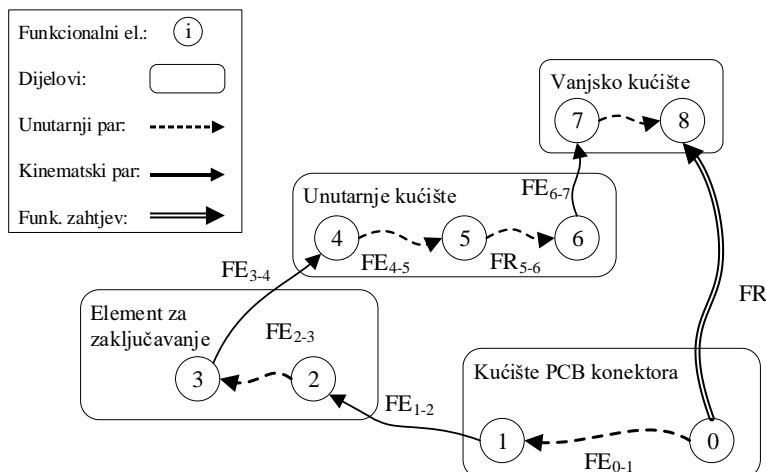 Funkcionalni el.: i
Dijelovi:
Unutarnji par:
Kinematski par:
Funk. zahtjev:
Vanjsko kućište
7 8
FE6-7
Unutarnje kućište
4 5 6
FE4-5 FR5-6
FE3-4
FR
Element za
zaključavanje
FE2-3
3 2
FE1-2
Kućište PCB konektora
1 0
FE0-1